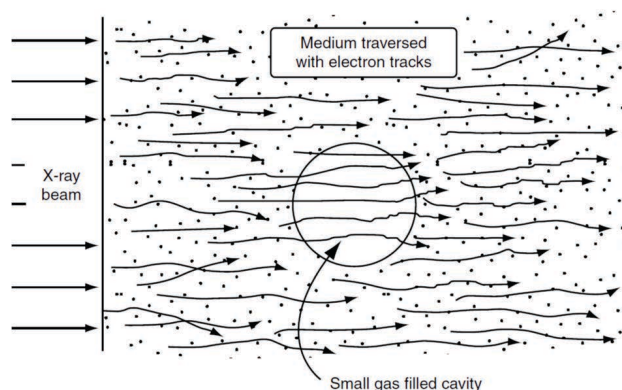 Medium traversed
with electron tracks
X-ray
beam
Small gas filled cavity